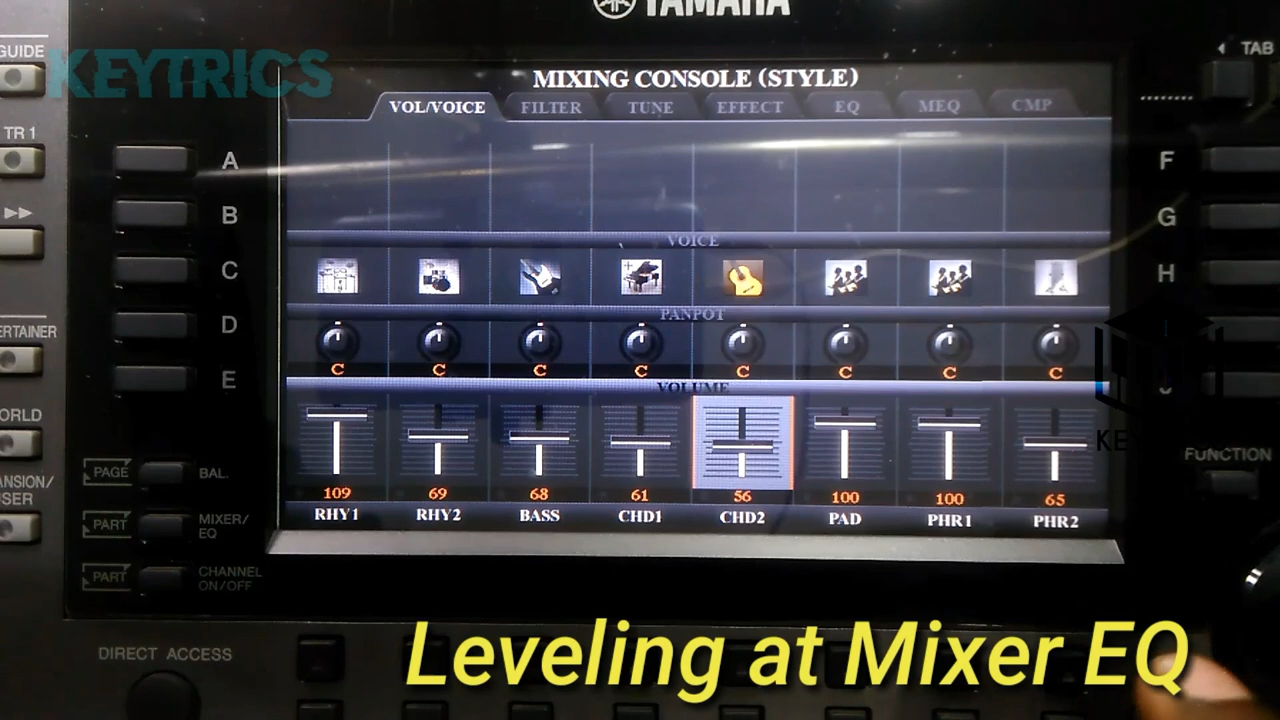 YAMAHA
GUIDE
KEYTRICS
TAB
MIXING CONSOLE (STYLE)
VOL/VOICE FILTER TUNE EFFECT EQ MEQ CMP
TR 1
A
F
B
G
VOICE
C
H
PANPOT
D
ERTAINER
C C C C C C C C
E
J
VOLUME
ORLD
KE
FUNCTION
PAGE BAL.
ANSION/
USER
109 69 68 61 56 100 100 65
RHY1 RHY2 BASS CHD1 CHD2 PAD PHR1 PHR2
PART MIXER/
EQ
PART CHANNEL
ON/OFF
DIRECT ACCESS
Leveling at Mixer EQ